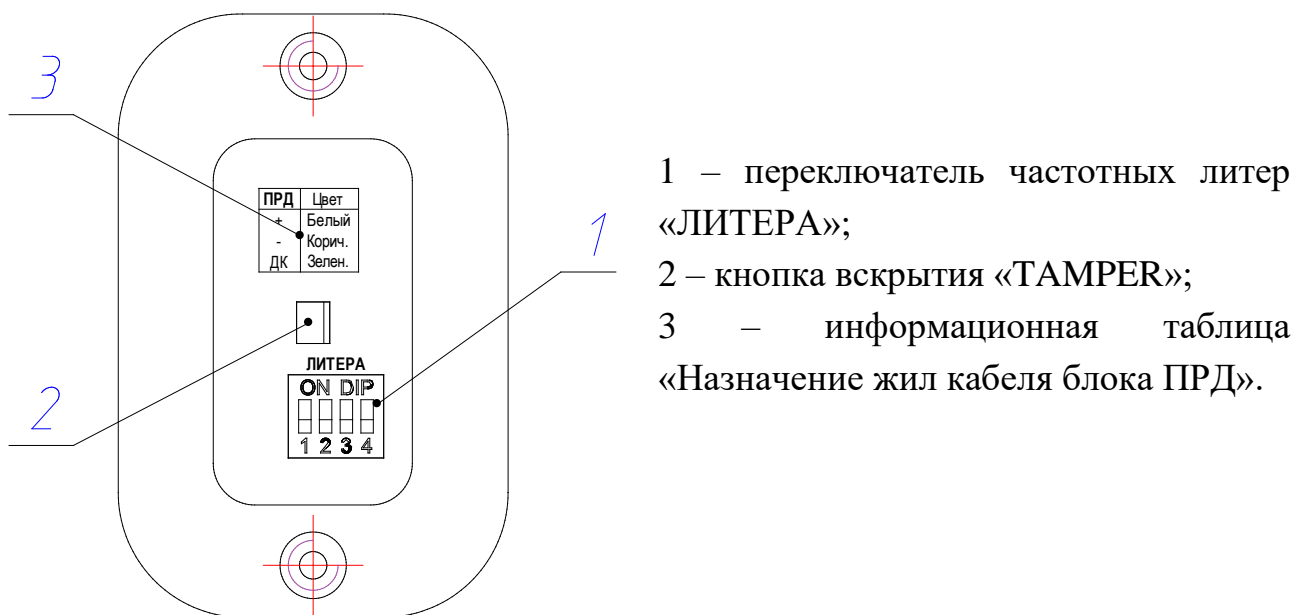 3
ПРД Цвет
+ Белый
- Корич.
ДК Зелен.
1
2
ЛИТЕРА
ON DIP
1 2 3 4
1 – переключатель частотных литер
«ЛИТЕРА»;
2 – кнопка вскрытия «TAMPER»;
3 – информационная таблица
«Назначение жил кабеля блока ПРД».